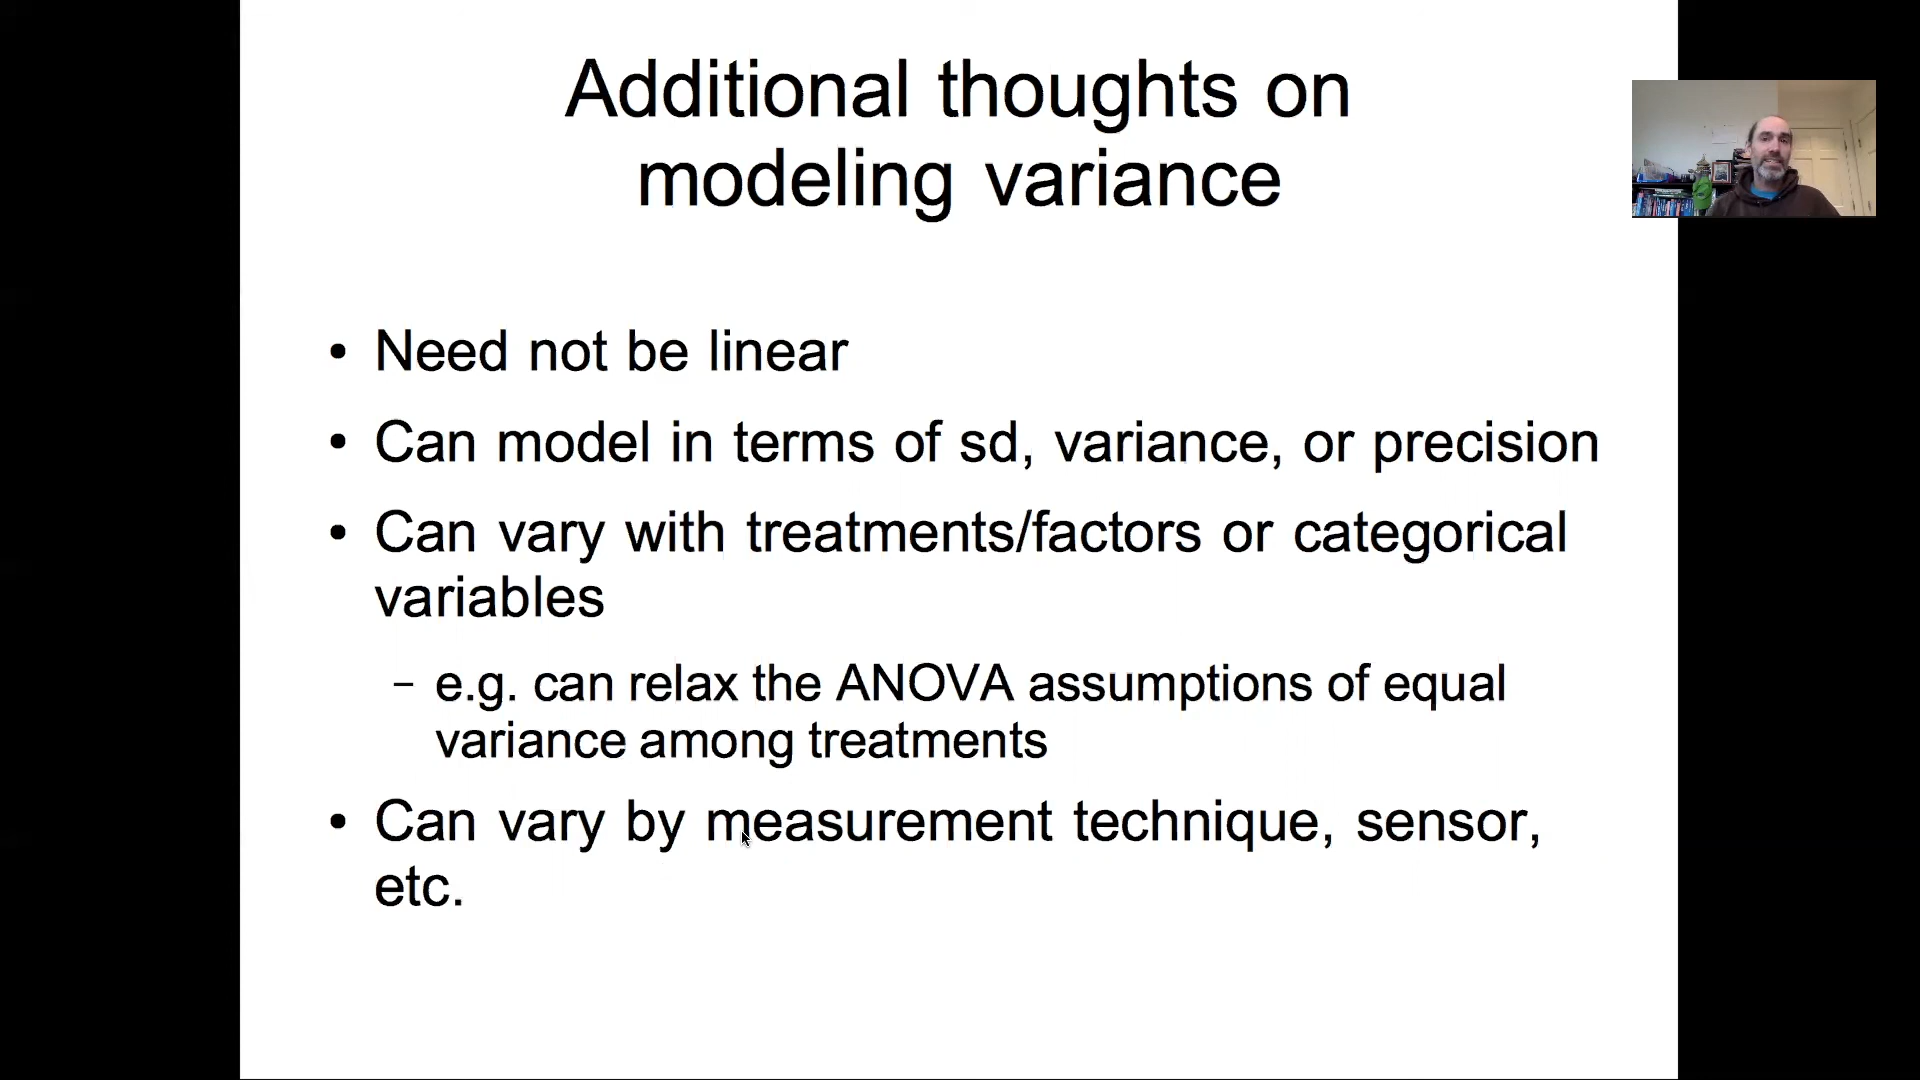 Additional thoughts on
modeling variance
• Need not be linear
• Can model in terms of sd, variance, or precision
• Can vary with treatments/factors or categorical
variables
– e.g. can relax the ANOVA assumptions of equal
variance among treatments
• Can vary by measurement technique, sensor,
etc.